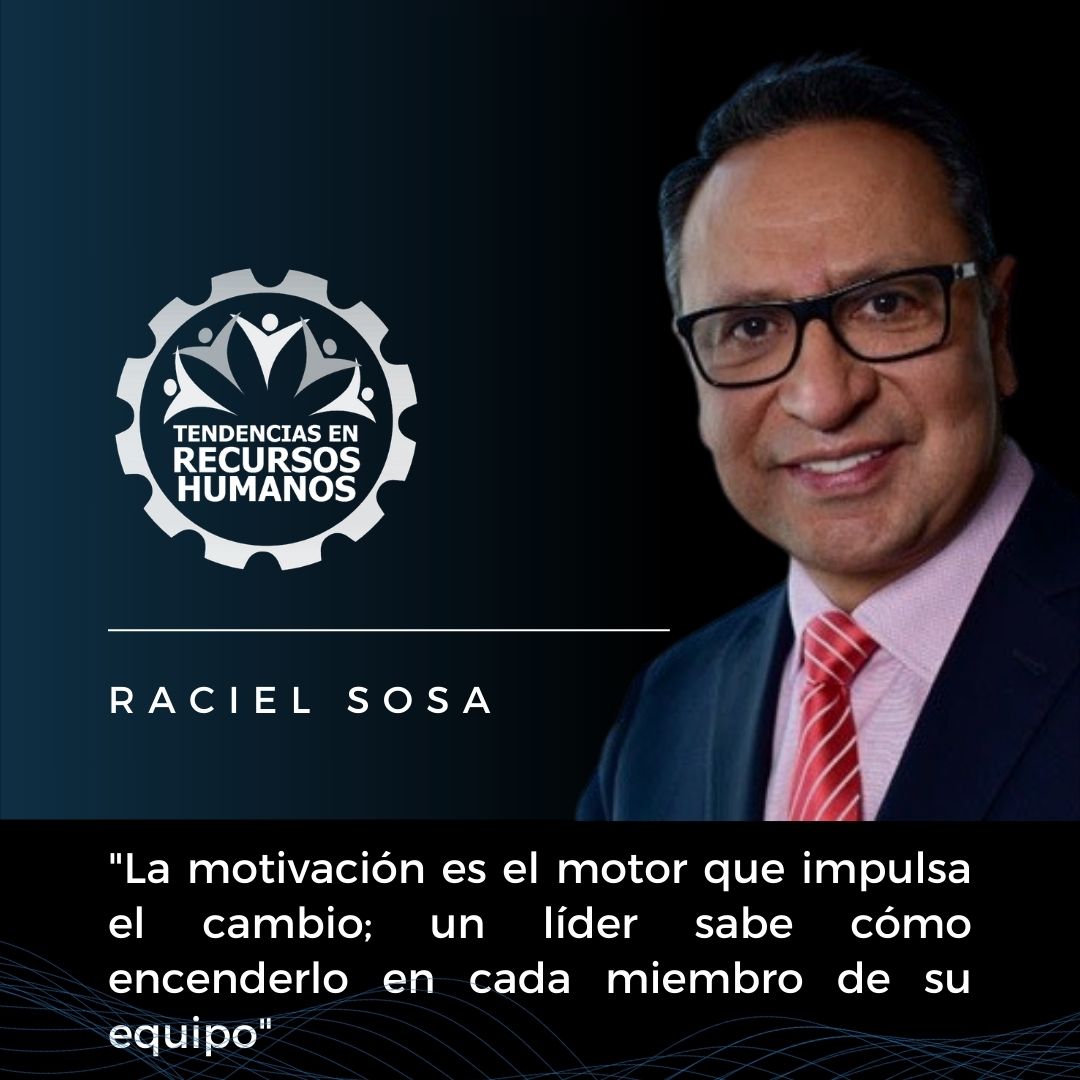 TENDENCIAS EN
RECURSOS
HUMANOS
RACIEL SOSA
"La motivación es el motor que impulsa
el cambio; un líder sabe cómo
encenderlo en cada miembro de su
equipo"